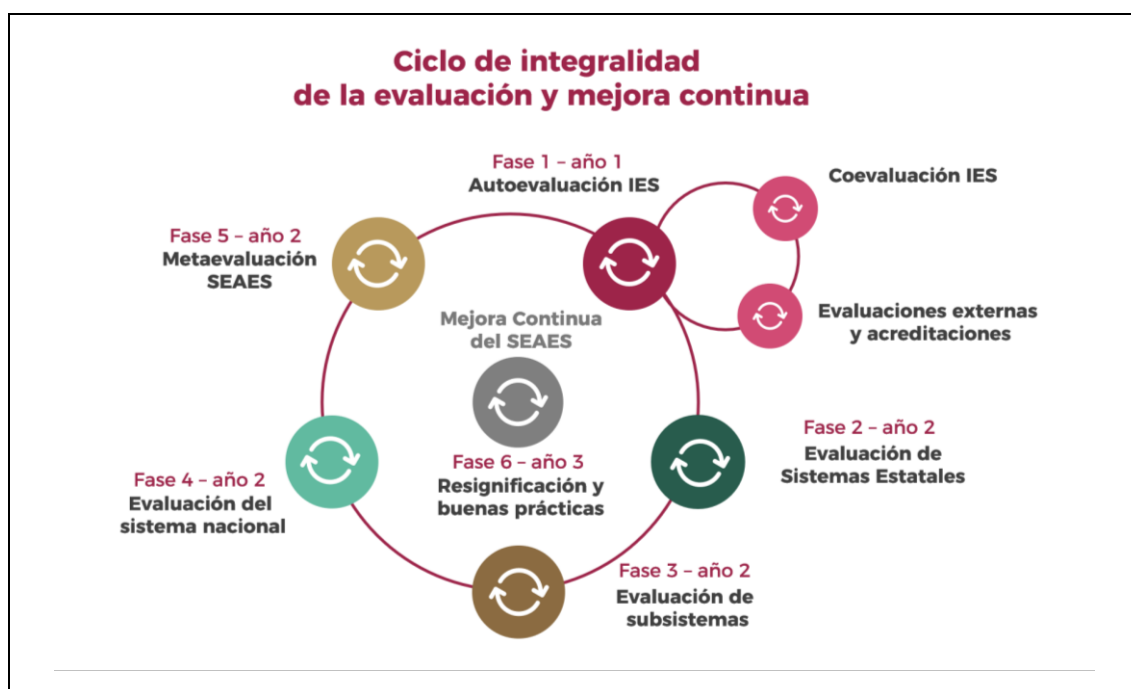 Ciclo de integralidad
de la evaluación y mejora continua
Fase 1 – año 1
Autoevaluación IES
Coevaluación IES
Evaluaciones externas
y acreditaciones
Fase 2 – año 2
Evaluación de
Sistemas Estatales
Fase 3 – año 2
Evaluación de
subsistemas
Fase 4 – año 2
Evaluación del
sistema nacional
Fase 5 – año 2
Metaevaluación
SEAES
Mejora Continua
del SEAES
Fase 6 – año 3
Resignificación y
buenas prácticas